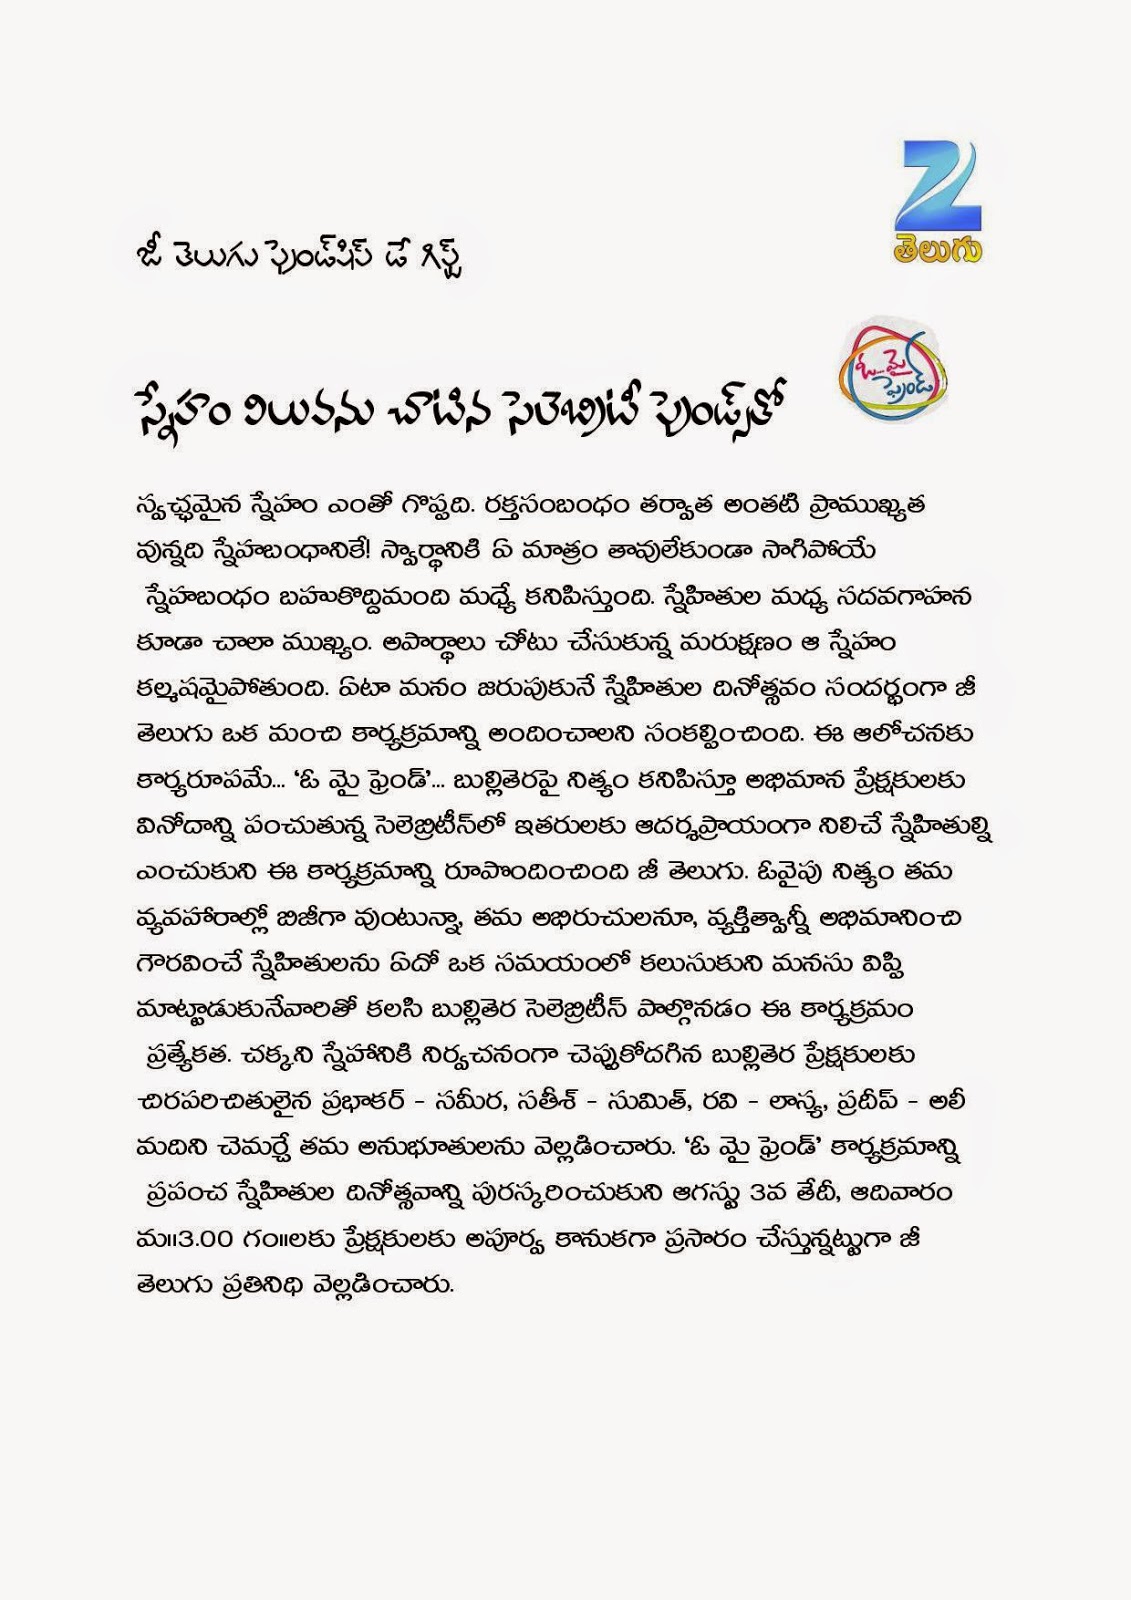 తెలుగు
జీ తెలుగు ఫ్రెండ్‌షిప్ డే గిఫ్ట్
ఓ... మై
ఫ్రెండ్
స్నేహం విలువను చాటిన సెలెబ్రిటీ ఫ్రెండ్స్‌తో
స్వచ్ఛమైన స్నేహం ఎంతో గొప్పది. రక్తసంబంధం తర్వాత అంతటి ప్రాముఖ్యత
వున్నది స్నేహబంధానికే! స్వార్థానికి ఏ మాత్రం తావులేకుండా సాగిపోయే
స్నేహబంధం బహుకొద్దిమంది మధ్యే కనిపిస్తుంది. స్నేహితుల మధ్య సదవగాహన
కూడా చాలా ముఖ్యం. అపార్థాలు చోటు చేసుకున్న మరుక్షణం ఆ స్నేహం
కల్మషమైపోతుంది. ఏటా మనం జరుపుకునే స్నేహితుల దినోత్సవం సందర్భంగా జీ
తెలుగు ఒక మంచి కార్యక్రమాన్ని అందించాలని సంకల్పించింది. ఈ ఆలోచనకు
కార్యరూపమే... ‘ఓ మై ఫ్రెండ్’... బుల్లితెరపై నిత్యం కనిపిస్తూ అభిమాన ప్రేక్షకులకు
వినోదాన్ని పంచుతున్న సెలెబ్రిటీస్‌లో ఇతరులకు ఆదర్శప్రాయంగా నిలిచే స్నేహితుల్ని
ఎంచుకుని ఈ కార్యక్రమాన్ని రూపొందించింది జీ తెలుగు. ఓవైపు నిత్యం తమ
వ్యవహారాల్లో బిజీగా వుంటున్నా, తమ అభిరుచులనూ, వ్యక్తిత్వాన్నీ అభిమానించి
గౌరవించే స్నేహితులను ఏదో ఒక సమయంలో కలుసుకుని మనసు విప్పి
మాట్టాడుకునేవారితో కలసి బుల్లితెర సెలెబ్రిటీస్ పాల్గొనడం ఈ కార్యక్రమం
ప్రత్యేకత. చక్కని స్నేహానికి నిర్వచనంగా చెప్పుకోదగిన బుల్లితెర ప్రేక్షకులకు
చిరపరిచితులైన ప్రభాకర్ - సమీర, సతీశ్ - సుమిత్, రవి - లాస్య, ప్రదీప్ - అలీ
మదిని చెమర్చే తమ అనుభూతులను వెల్లడించారు. ‘ఓ మై ఫ్రెండ్’ కార్యక్రమాన్ని
ప్రపంచ స్నేహితుల దినోత్సవాన్ని పురస్కరించుకుని ఆగస్టు 3వ తేదీ, ఆదివారం
మ॥3.00 గం॥లకు ప్రేక్షకులకు అపూర్వ కానుకగా ప్రసారం చేస్తున్నట్టుగా జీ
తెలుగు ప్రతినిధి వెల్లడించారు.